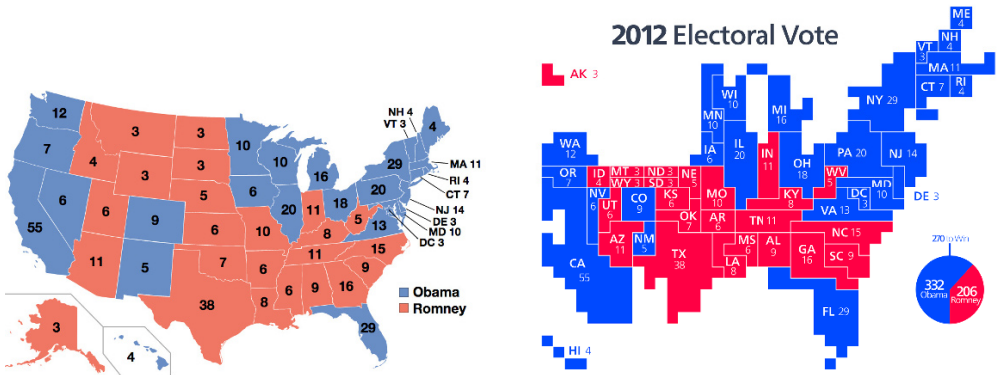 NH 4
VT 3
4
12
3
3
10
7
4
3
10
29
MA 11
3
16
RI 4
20
CT 7
5
6
18
NJ 14
6
9
20
11
DE 3
55
6
6
10
5
13
MD 10
8
DC 3
15
11
11
5
7
6
9
6
9
16
38
8
Obama
Romney
3
29
4
2012 Electoral Vote
AK 3
ME
4
NH
4
VT
3
MA 11
CT 7
RI
4
NY 29
WI
10
MI
16
MN
10
WA
12
IA
6
IL
20
IN
11
OH
18
PA 20
NJ 14
OR
7
ID
4
MT 3
ND 3
WY 3
SD 3
NE
5
WV
5
MD
10
DE 3
NV
6
UT
6
CO
9
KS
6
MO
10
KY
8
DC
3
VA 13
OK
7
AR
6
TN 11
NC 15
AZ
11
NM
5
TX
38
LA
8
MS
6
AL
9
GA
16
SC 9
CA
55
FL 29
HI 4
270 to Win
332
Obama
206
Romney